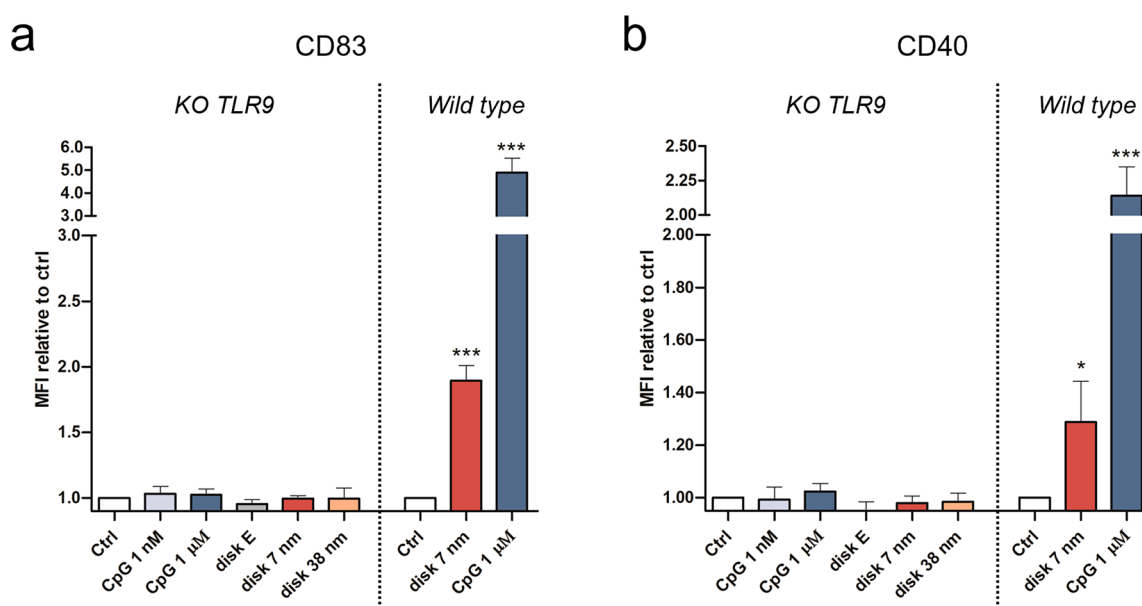 a
CD83
KO TLR9
Wild type
MFI relative to ctrl
6.0
5.0
4.0
3.0
3.0
2.5
2.0
1.5
1.0
***
***
Ctrl
CpG 1 nM
CpG 1 µM
disk E
disk 7 nm
disk 38 nm
Ctrl
disk 7 nm
CpG 1 µM
b
CD40
KO TLR9
Wild type
MFI relative to ctrl
2.50
2.25
2.00
2.00
1.80
1.60
1.40
1.20
1.00
*
***
Ctrl
CpG 1 nM
CpG 1 µM
disk E
disk 7 nm
disk 38 nm
Ctrl
disk 7 nm
CpG 1 µM